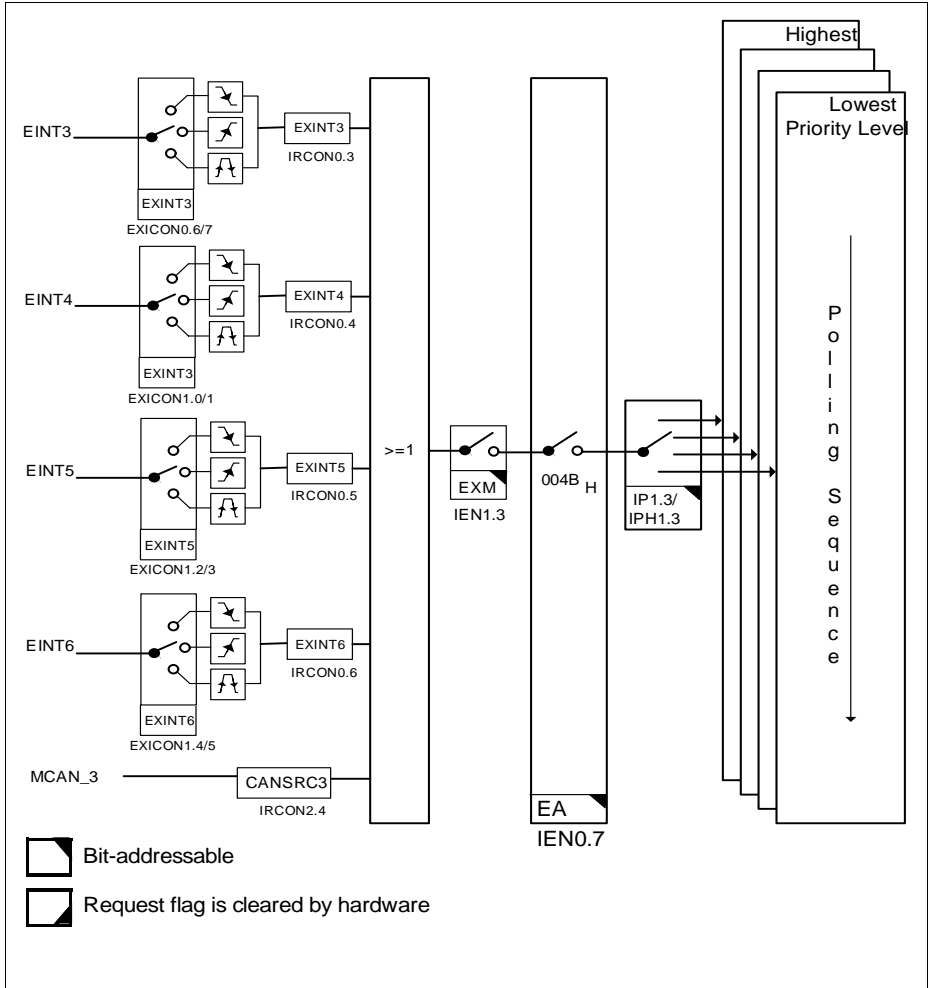 Highest
Lowest
Priority Level
EINT3
EXINT3
IRCON0.3
EXINT3
EXICON0.6/7
EINT4
EXINT4
IRCON0.4
EXINT3
EXICON1.0/1
EINT5
EXINT5
IRCON0.5
EXINT5
EXICON1.2/3
EINT6
EXINT6
IRCON0.6
EXINT6
EXICON1.4/5
MCAN_3
CANSRC3
IRCON2.4
>=1
EXM
IEN1.3
004B H
EA
IEN0.7
IP1.3/
IPH1.3
Polling Sequence
Bit-addressable
Request flag is cleared by hardware